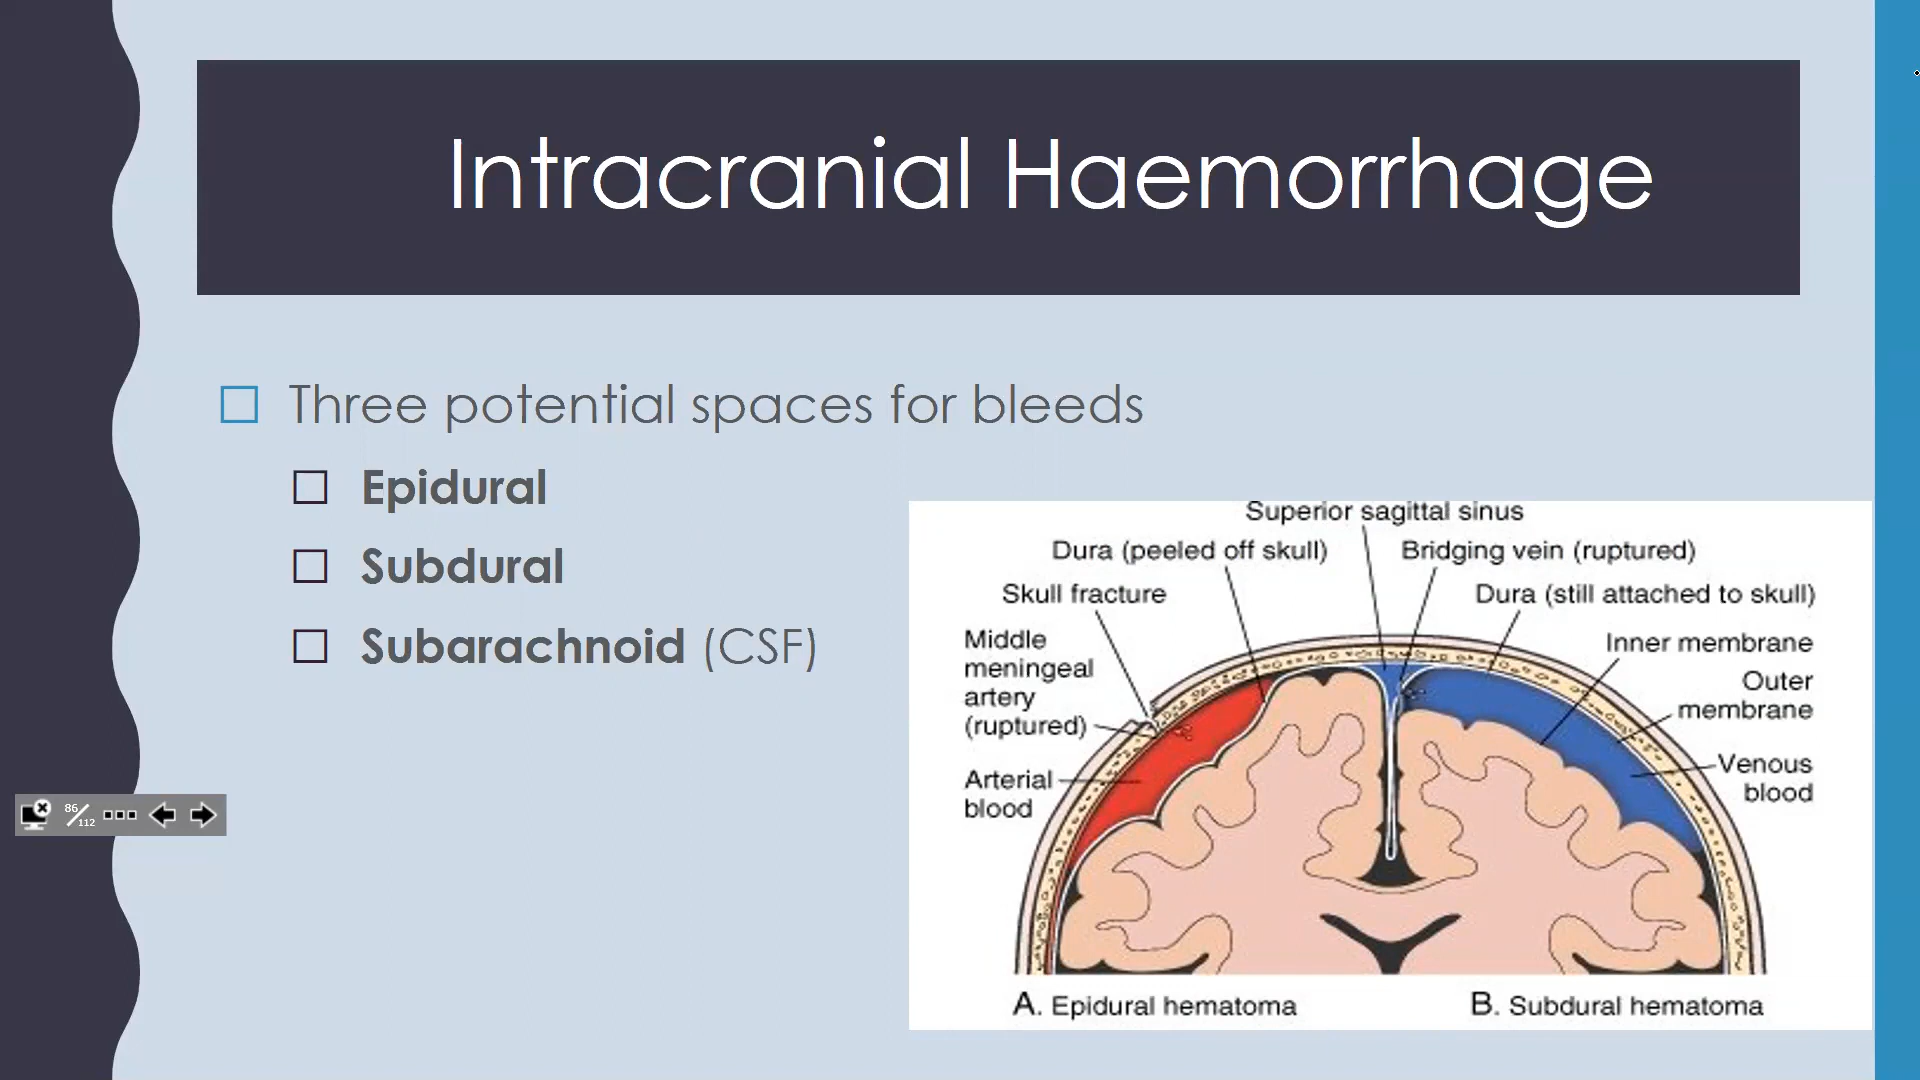 Intracranial Haemorrhage
Three potential spaces for bleeds
Epidural
Subdural
Subarachnoid (CSF)
Superior sagittal sinus
Dura (peeled off skull)
Bridging vein (ruptured)
Skull fracture
Dura (still attached to skull)
Middle
meningeal
artery
(ruptured)
Inner membrane
Outer
membrane
Arterial
blood
Venous
blood
A. Epidural hematoma
B. Subdural hematoma
86/112